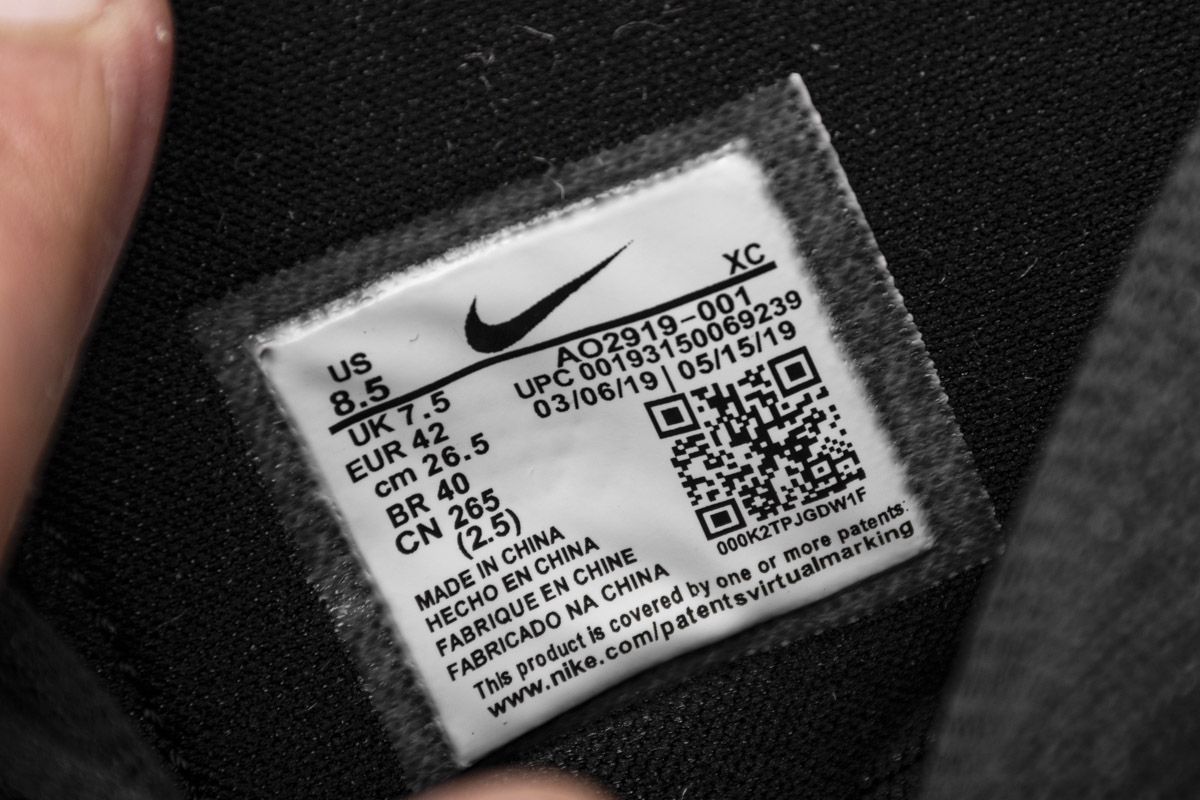 US
8.5
UK 7.5
EUR 42
cm 26.5
BR 40
CN 265
(2.5)
XC
AO2919-001
UPC 00193150069239
03/06/19 | 05/15/19
000K2TPJGDW1F
MADE IN CHINA
HECHO EN CHINA
FABRIQUE EN CHINE
FABRICADO NA CHINA
This product is covered by one or more patents:
www.nike.com/patentsvirtualmarking